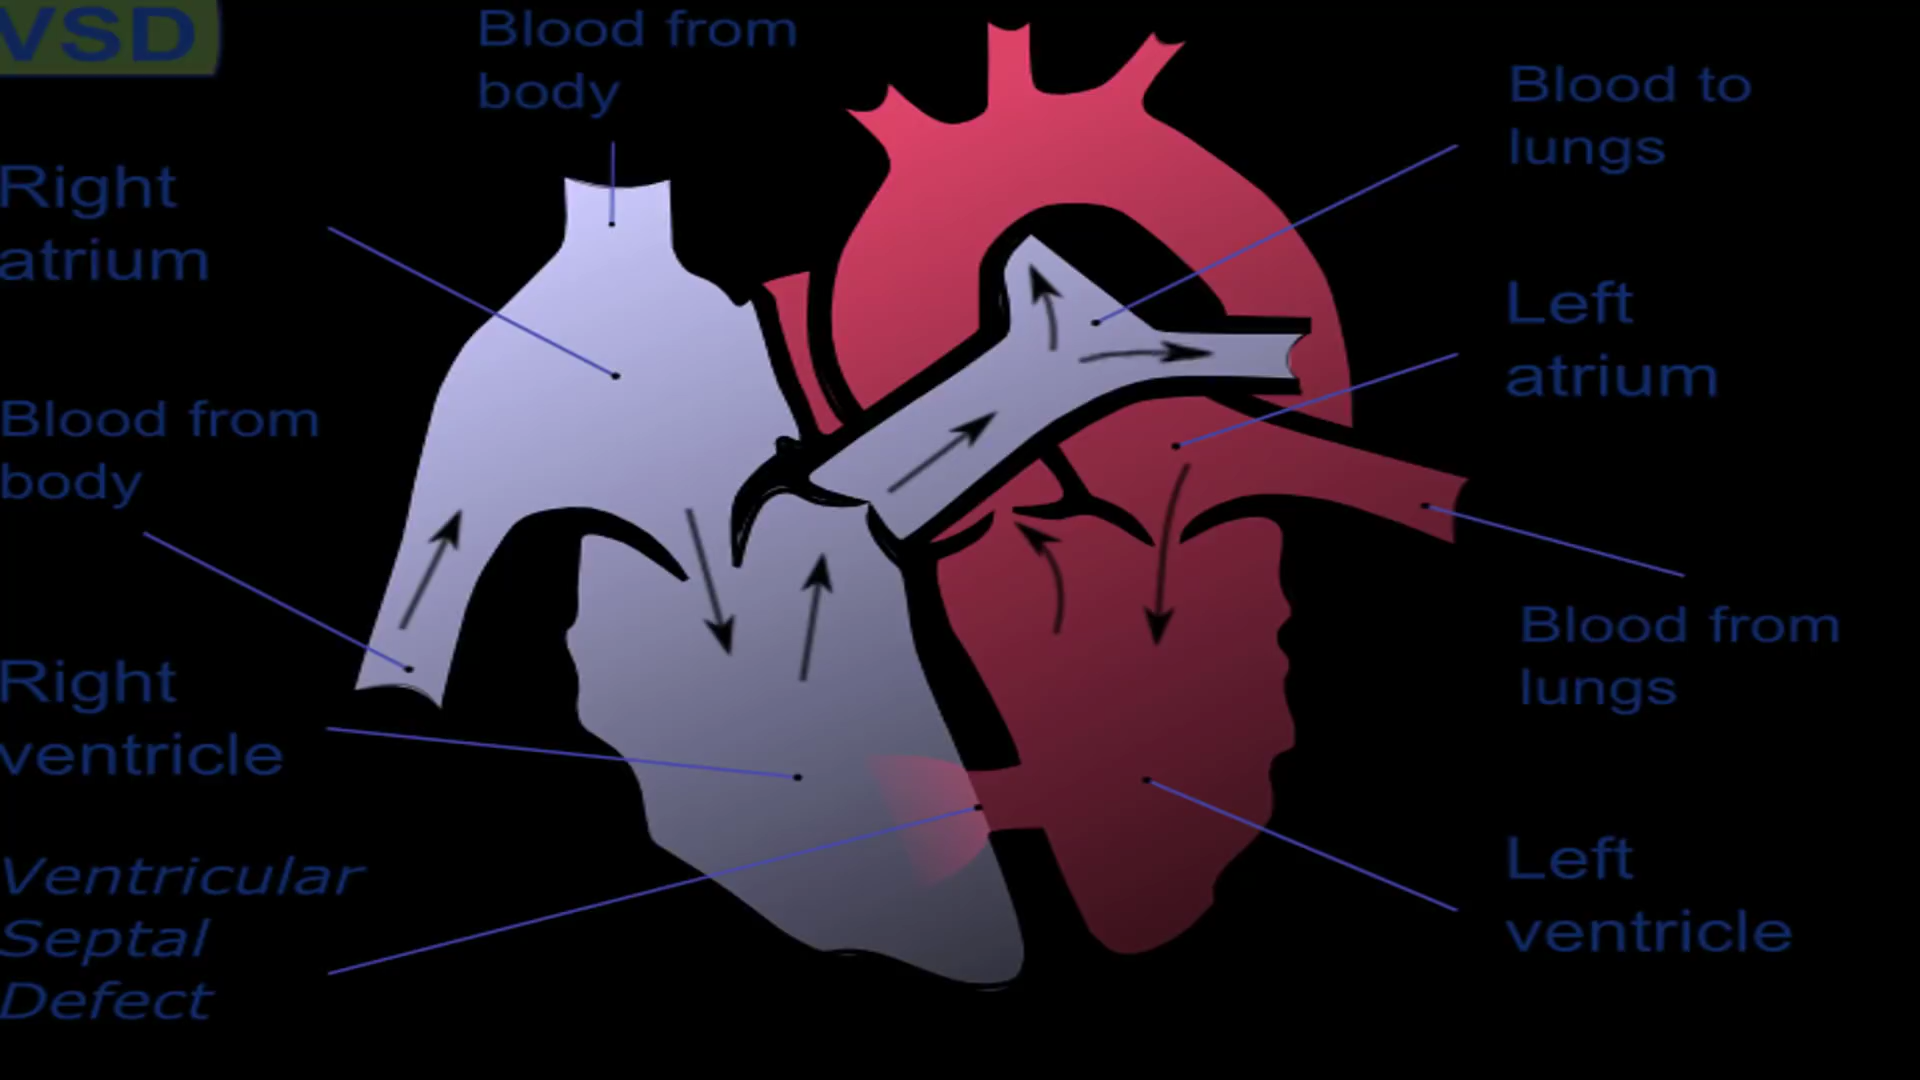 VSD
Blood from
body
Right
atrium
Blood from
body
Right
ventricle
Ventricular
Septal
Defect
Blood to
lungs
Left
atrium
Blood from
lungs
Left
ventricle